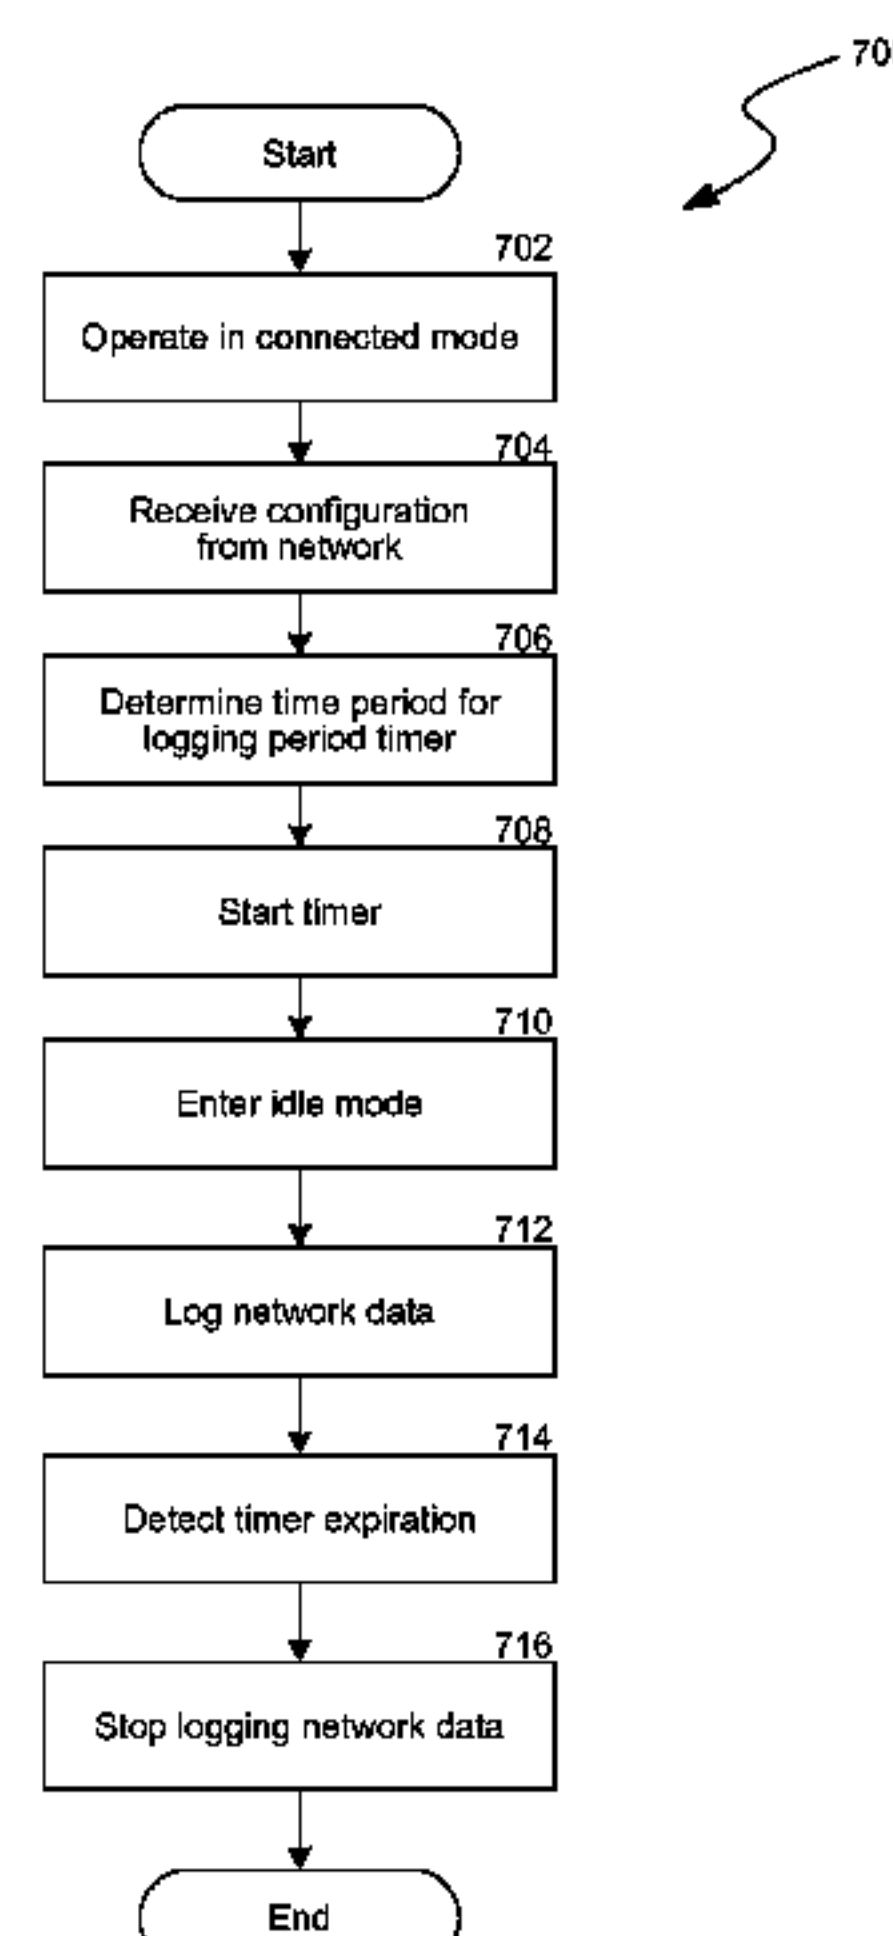 70
Start
702
Operate in connected mode
704
Receive configuration
from network
706
Determine time period for
logging period timer
708
Start timer
710
Enter idle mode
712
Log network data
714
Detect timer expiration
716
Stop logging network data
End